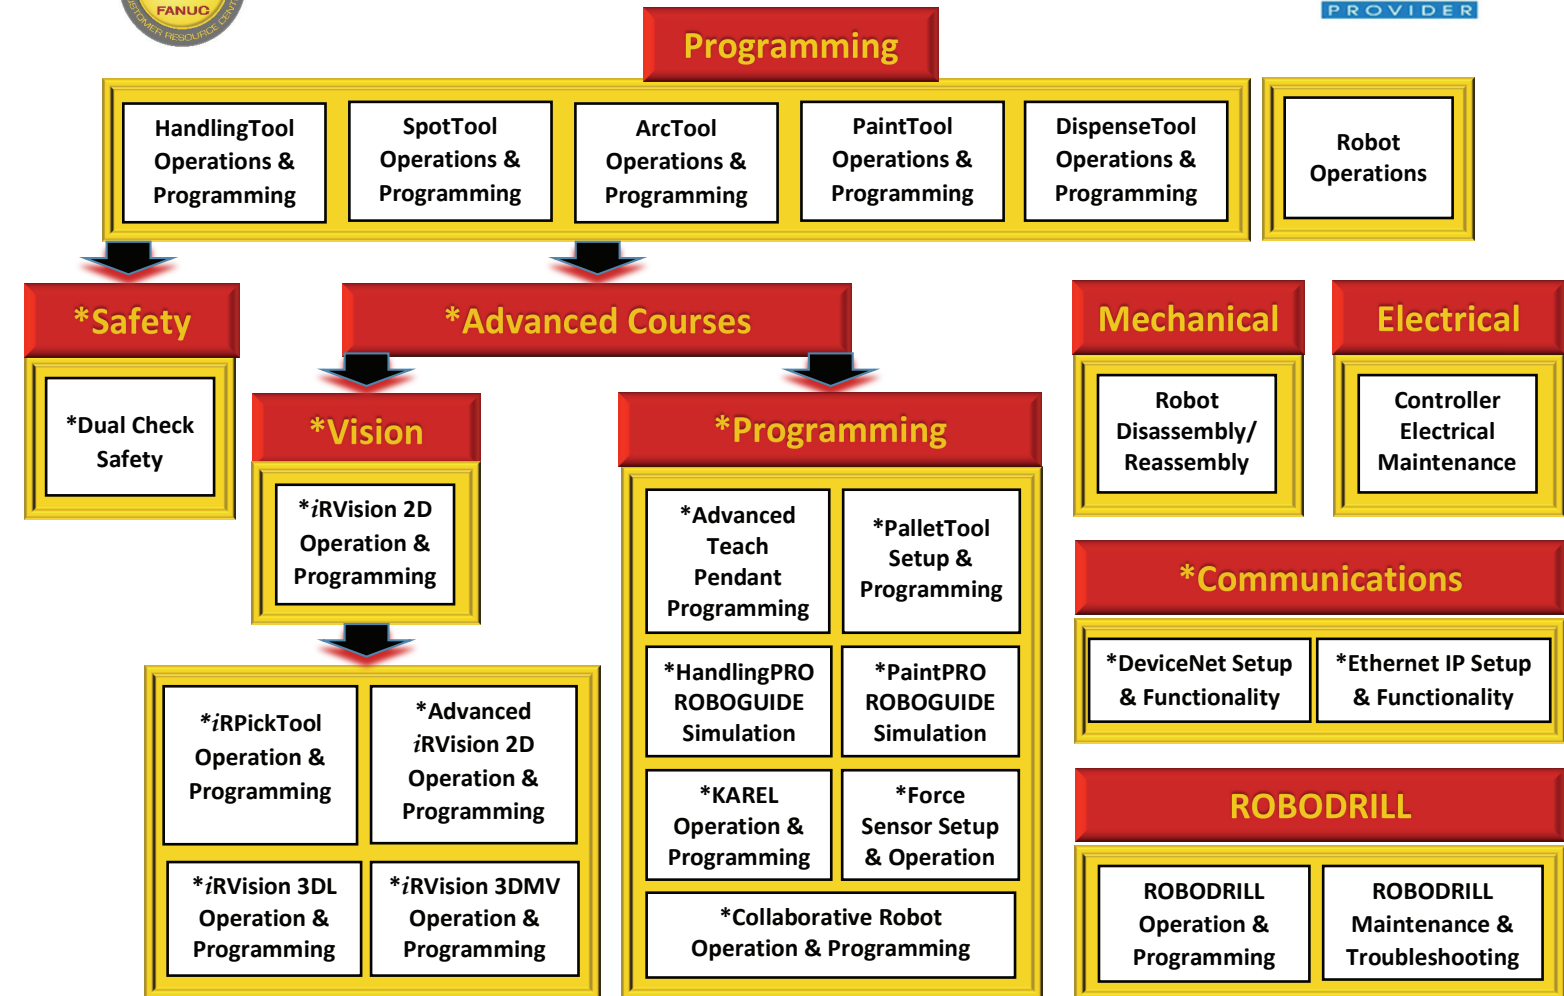 FANUC
CUSTOMER RESOURCE CENTER
PROVIDER
Programming
HandlingTool
Operations &
Programming
SpotTool
Operations &
Programming
ArcTool
Operations &
Programming
PaintTool
Operations &
Programming
DispenseTool
Operations &
Programming
Robot
Operations
*Safety
*Dual Check
Safety
*Advanced Courses
*Vision
*iRVision 2D
Operation &
Programming
*iRPickTool
Operation &
Programming
*Advanced
iRVision 2D
Operation &
Programming
*iRVision 3DL
Operation &
Programming
*iRVision 3DMV
Operation &
Programming
*Programming
*Advanced
Teach
Pendant
Programming
*PalletTool
Setup &
Programming
*HandlingPRO
ROBOGUIDE
Simulation
*PaintPRO
ROBOGUIDE
Simulation
*KAREL
Operation &
Programming
*Force
Sensor Setup
& Operation
*Collaborative Robot
Operation & Programming
Mechanical
Robot
Disassembly/
Reassembly
Electrical
Controller
Electrical
Maintenance
*Communications
*DeviceNet Setup
& Functionality
*Ethernet IP Setup
& Functionality
ROBODRILL
ROBODRILL
Operation &
Programming
ROBODRILL
Maintenance &
Troubleshooting